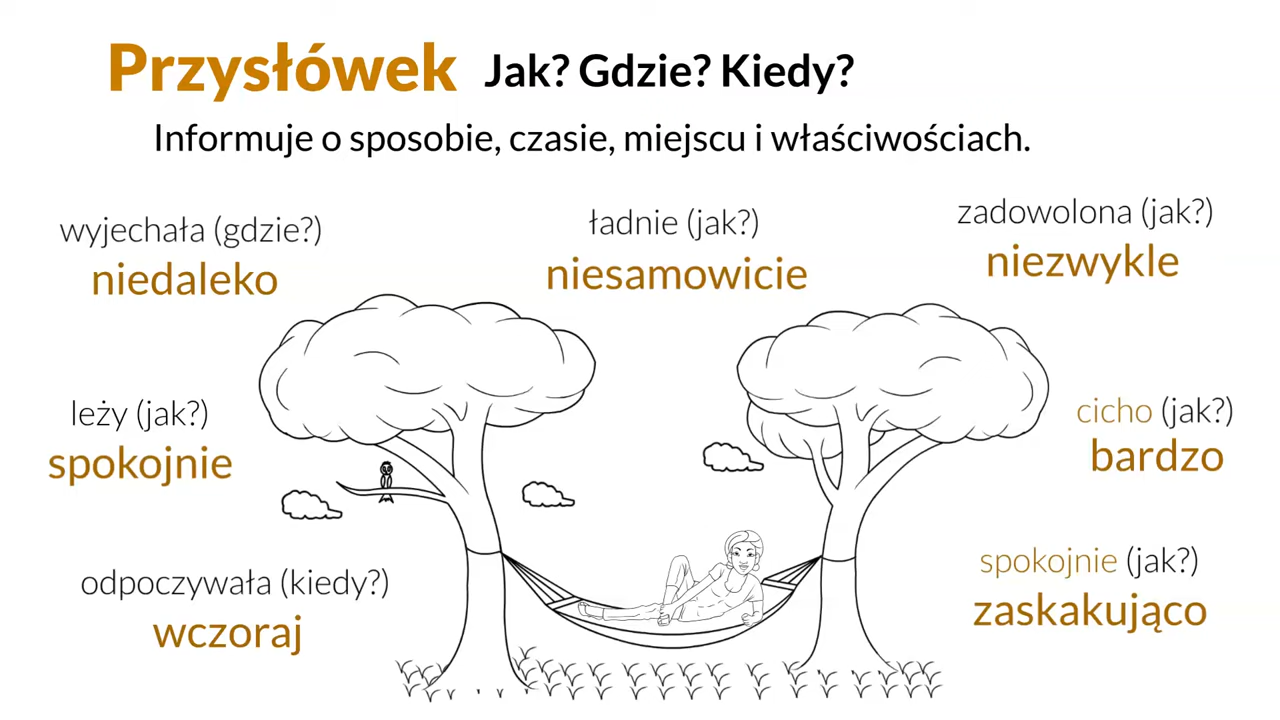 Przysłówek Jak? Gdzie? Kiedy?
Informuje o sposobie, czasie, miejscu i właściwościach.
wyjechała (gdzie?)
niedaleko
ładnie (jak?)
niesamowicie
zadowolona (jak?)
niezwykle
leży (jak?)
spokojnie
cicho (jak?)
bardzo
odpoczywała (kiedy?)
wczoraj
spokojnie (jak?)
zaskakująco